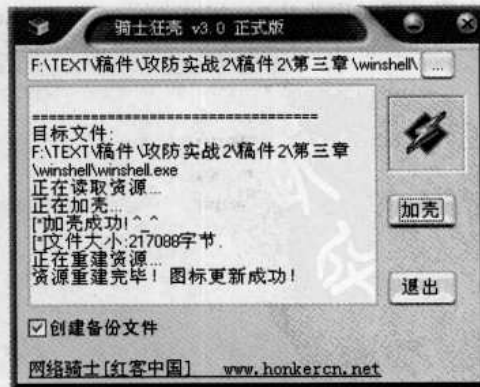 骑士狂壳 v3.0 正式版
F:\TEXT\稿件\攻防实战2\稿件2\第三章\winshell\ ...
==================================
目标文件:
F:\TEXT\稿件\攻防实战2\稿件2\第三章
\winshell\winshell.exe
正在读取资源...
正在加壳...
[*]加壳成功!^_^
[*]文件大小:217088字节.
正在重建资源...
资源重建完毕! 图标更新成功!
加壳
退出
创建备份文件
网络骑士[红客中国] www.honkercn.net